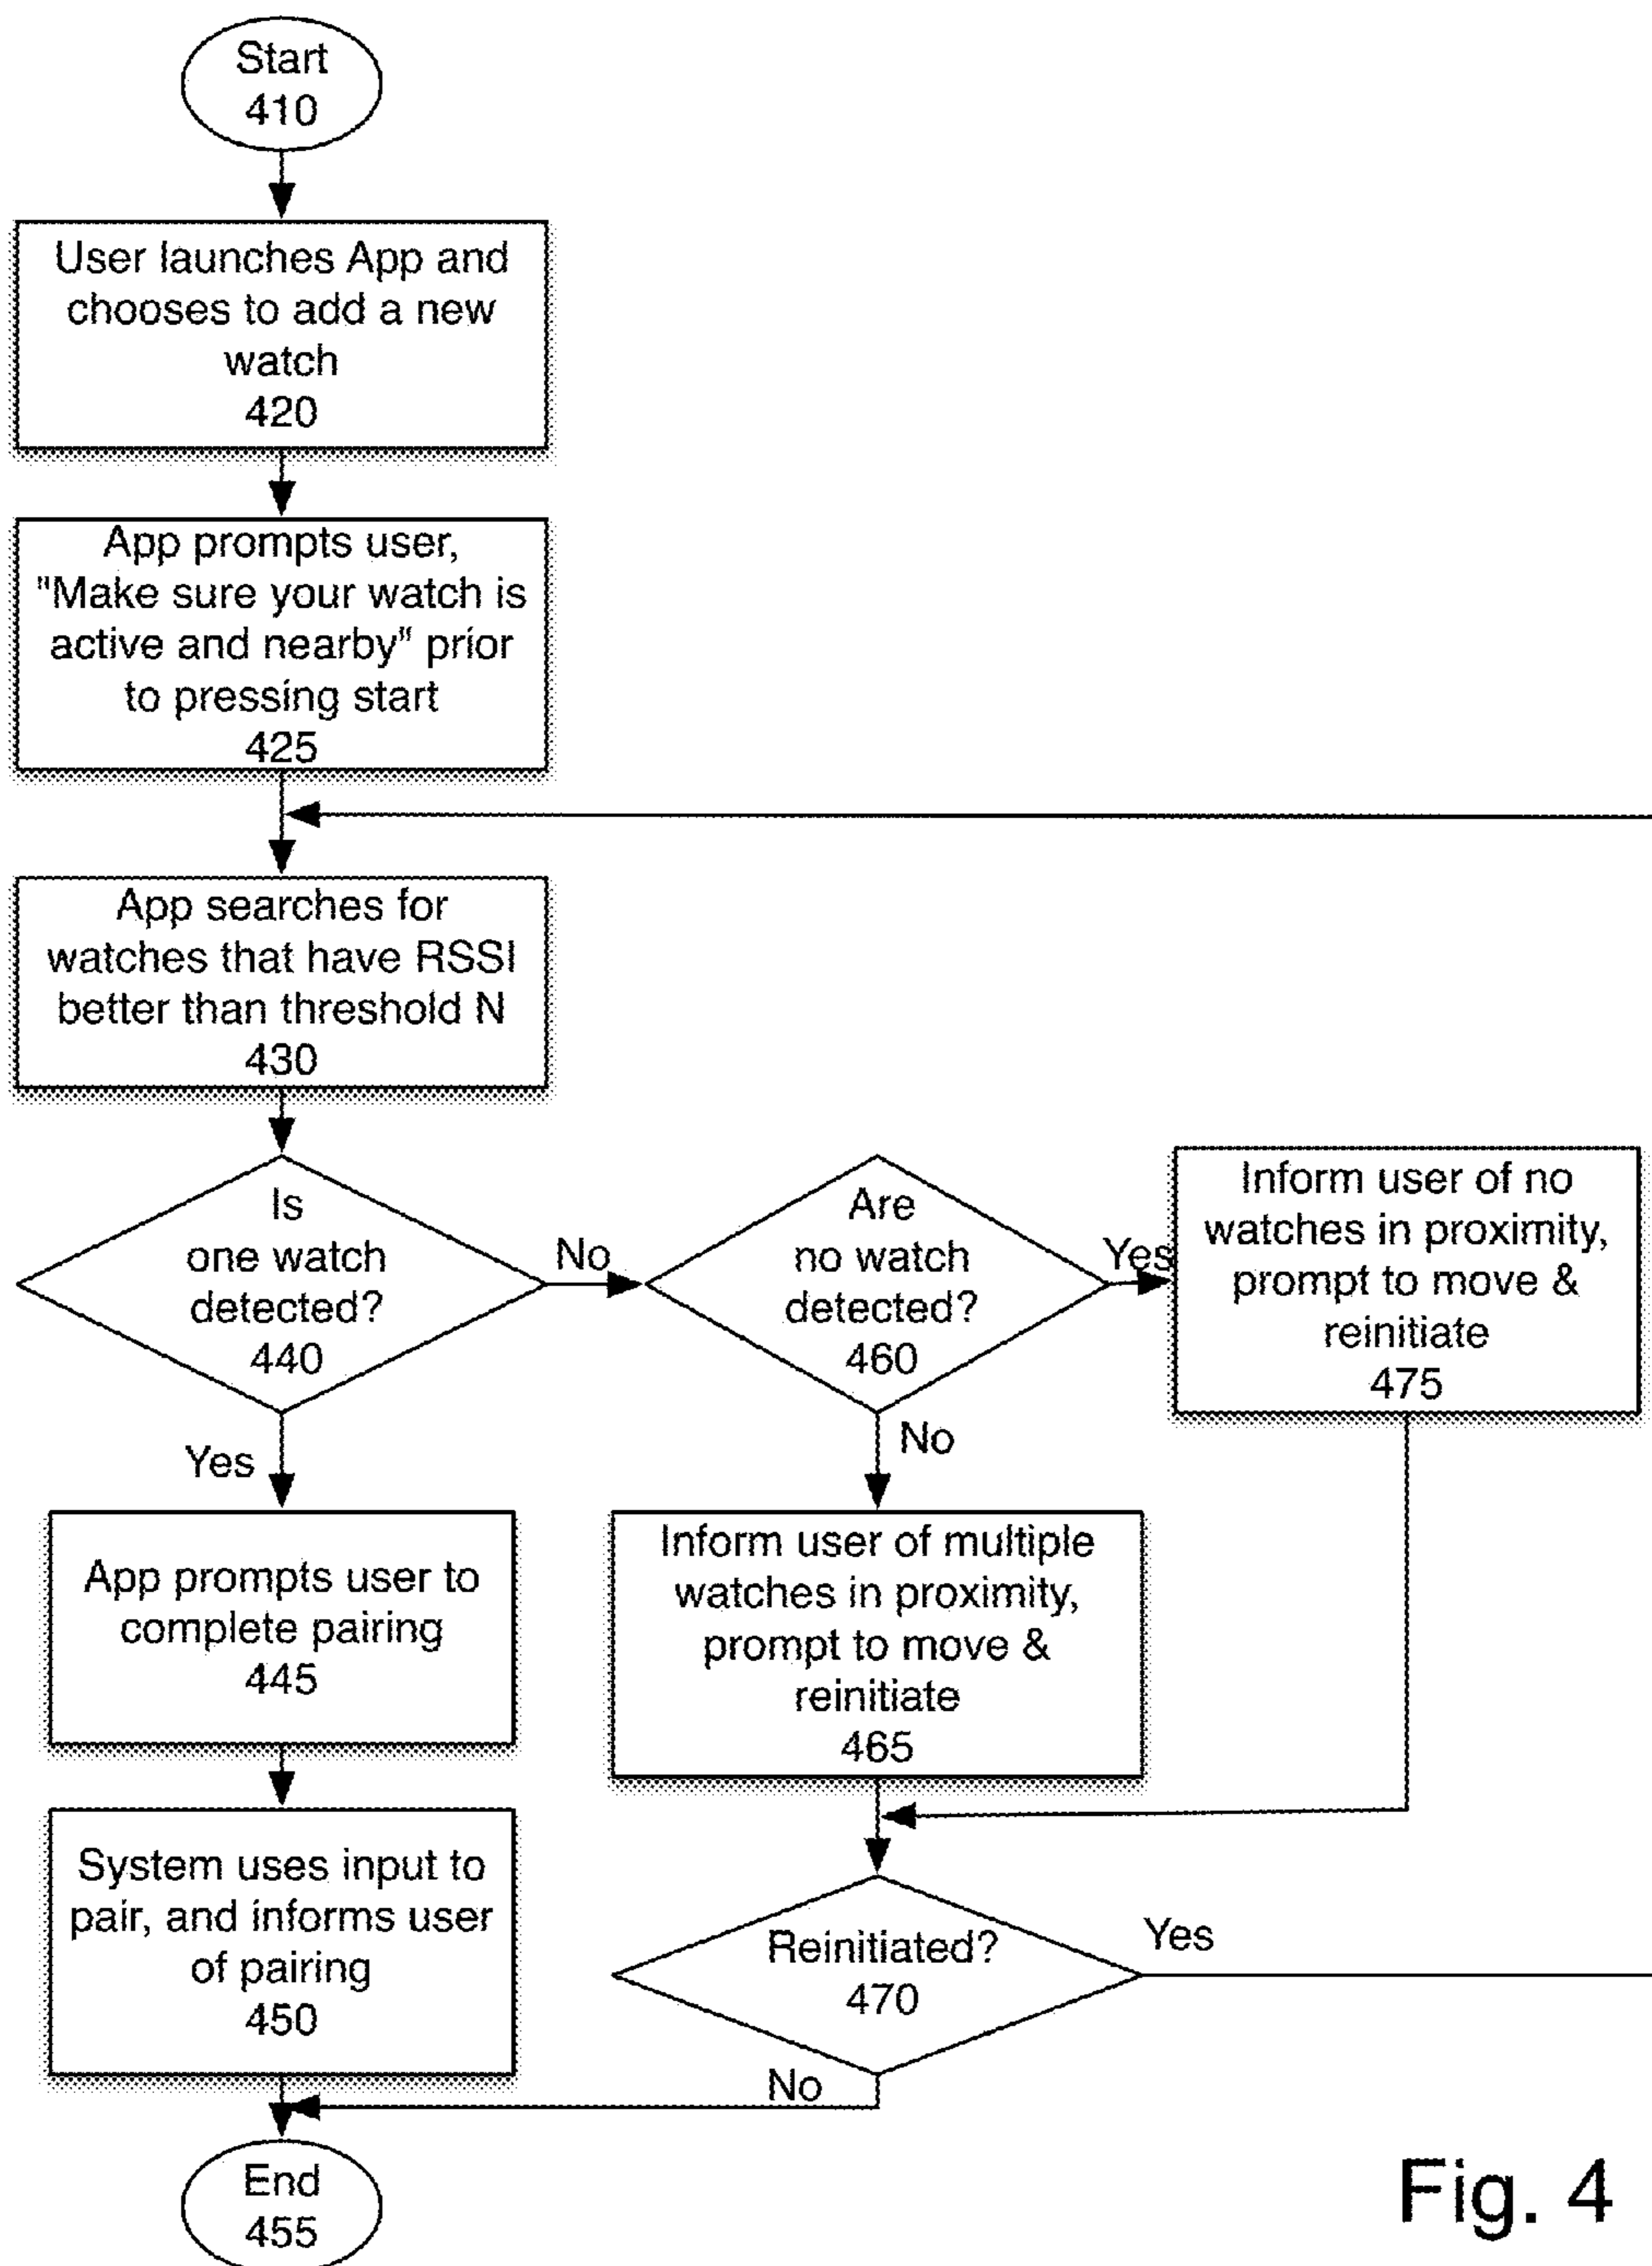 Start
410
User launches App and
chooses to add a new
watch
420
App prompts user,
"Make sure your watch is
active and nearby" prior
to pressing start
425
App searches for
watches that have RSSI
better than threshold N
430
Is
one watch
detected?
440
No
Are
no watch
detected?
460
Yes
Inform user of no
watches in proximity,
prompt to move &
reinitiate
475
Yes
No
App prompts user to
complete pairing
445
Inform user of multiple
watches in proximity,
prompt to move &
reinitiate
465
System uses input to
pair, and informs user
of pairing
450
Reinitiated?
470
Yes
No
End
455
Fig. 4